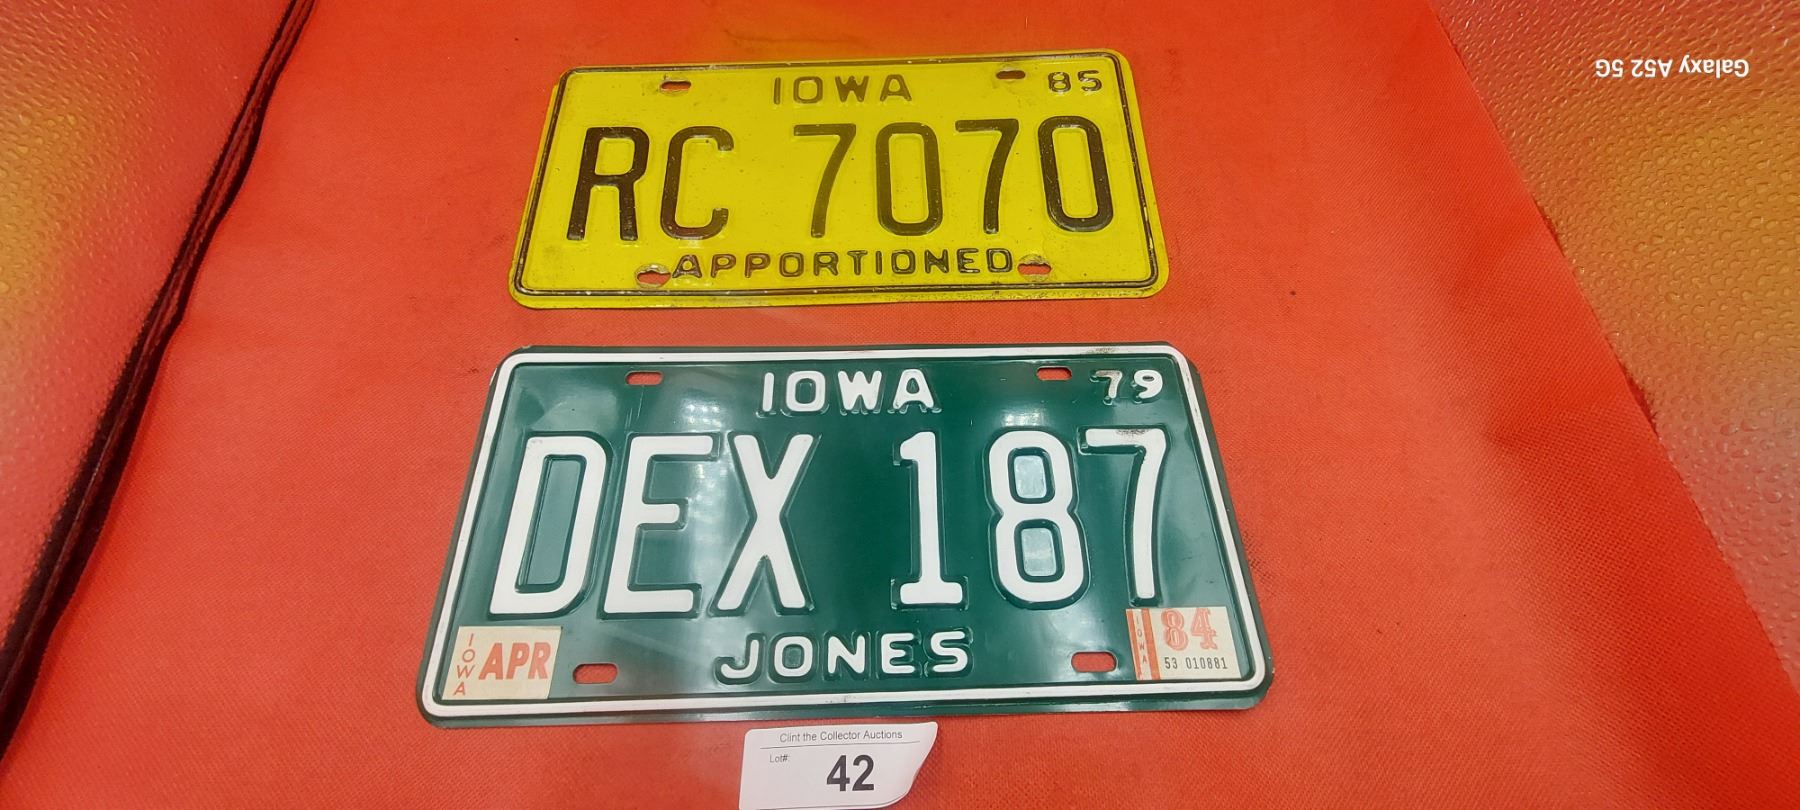 Galaxy A52 5G
IOWA 85
RC 7070
APPORTIONED
IOWA 79
DEX 187
JONES
IOWA APR
IOWA 84
53 010881
Clint the Collector Auctions
Lot#:
42